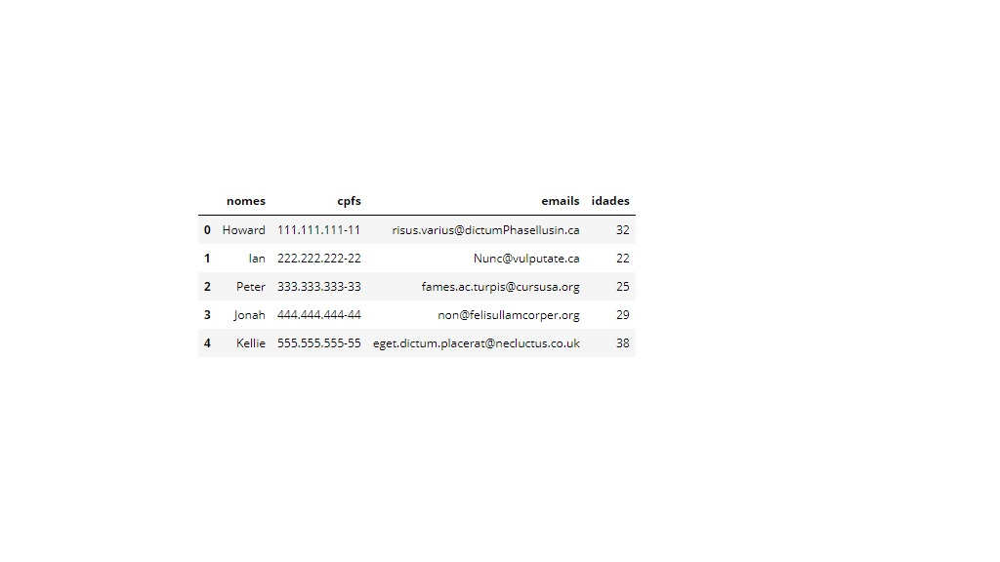 nomes cpfs emails idades
0 Howard 111.111.111-11 risus.varius@dictumPhasellusin.ca 32
1 Ian 222.222.222-22 Nunc@vulputate.ca 22
2 Peter 333.333.333-33 fames.ac.turpis@cursusa.org 25
3 Jonah 444.444.444-44 non@felisullamcorper.org 29
4 Kellie 555.555.555-55 eget.dictum.placerat@necluctus.co.uk 38